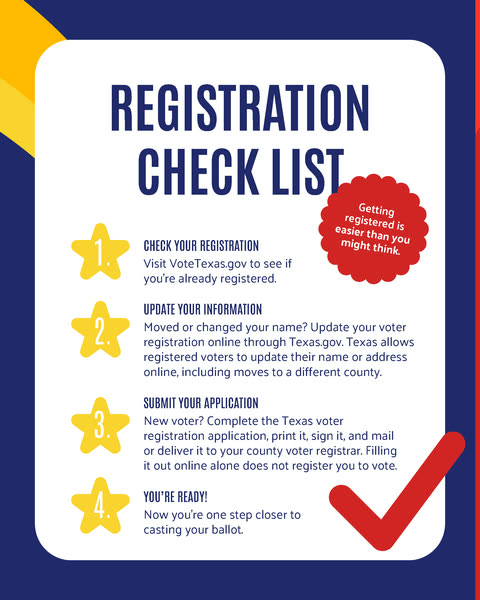 REGISTRATION
CHECK LIST
Getting
registered is
easier than you
might think.
1.
CHECK YOUR REGISTRATION
Visit VoteTexas.gov to see if
you're already registered.
2.
UPDATE YOUR INFORMATION
Moved or changed your name? Update your voter
registration online through Texas.gov. Texas allows
registered voters to update their name or address
online, including moves to a different county.
3.
SUBMIT YOUR APPLICATION
New voter? Complete the Texas voter
registration application, print it, sign it, and mail
or deliver it to your county voter registrar. Filling
it out online alone does not register you to vote.
4.
YOU'RE READY!
Now you're one step closer to
casting your ballot.